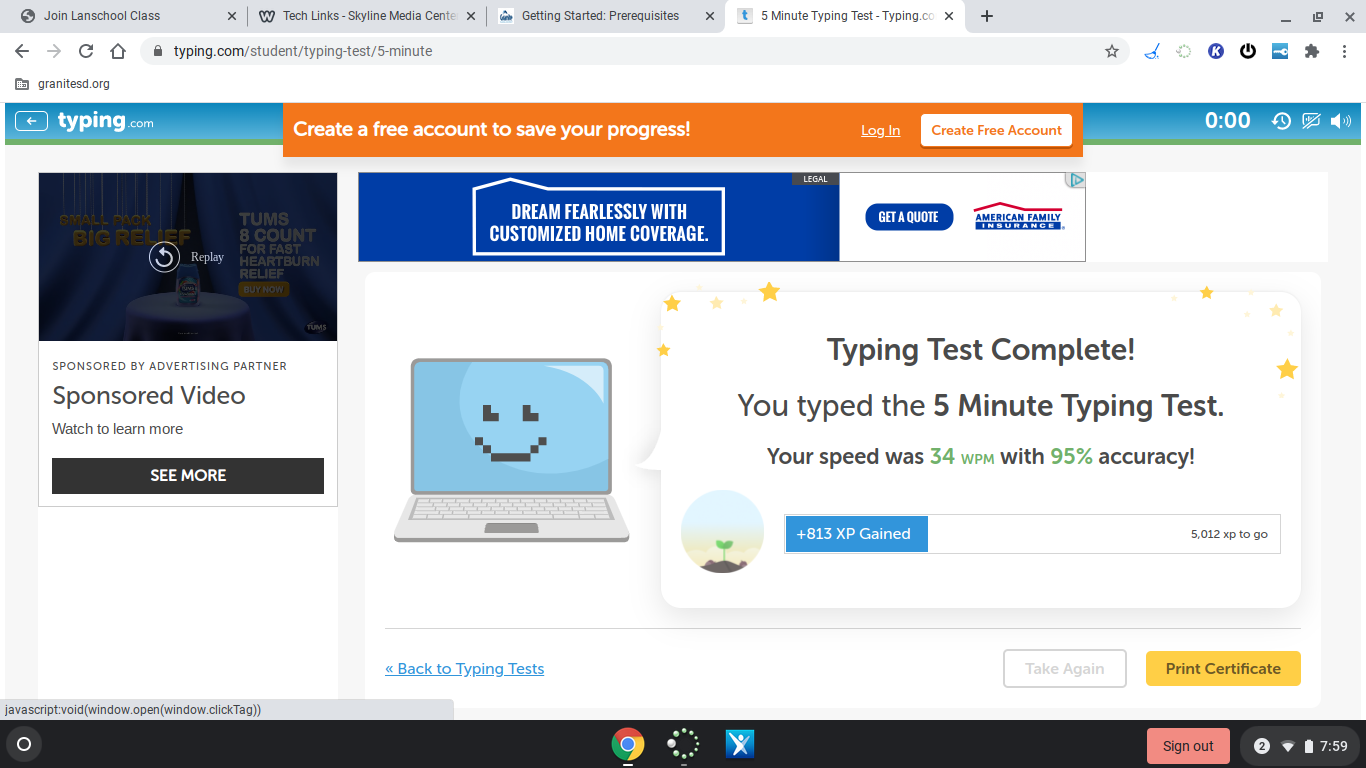 Join Lanschool Class
Tech Links - Skyline Media Cente
Getting Started: Prerequisites
5 Minute Typing Test - Typing.co
typing.com/student/typing-test/5-minute
granitesd.org
typing.com
Create a free account to save your progress!
Log In
Create Free Account
0:00
SMALL PACK
BIG RELIEF
TUMS
8 COUNT
FOR FAST
HEARTBURN
RELIEF
BUY NOW
Replay
TUMS
SPONSORED BY ADVERTISING PARTNER
Sponsored Video
Watch to learn more
SEE MORE
LEGAL
DREAM FEARLESSLY WITH
CUSTOMIZED HOME COVERAGE.
GET A QUOTE
AMERICAN FAMILY
INSURANCE®
Typing Test Complete!
You typed the 5 Minute Typing Test.
Your speed was 34 WPM with 95% accuracy!
+813 XP Gained
5,012 xp to go
« Back to Typing Tests
Take Again
Print Certificate
javascript:void(window.open(window.clickTag))
Sign out
2
7:59